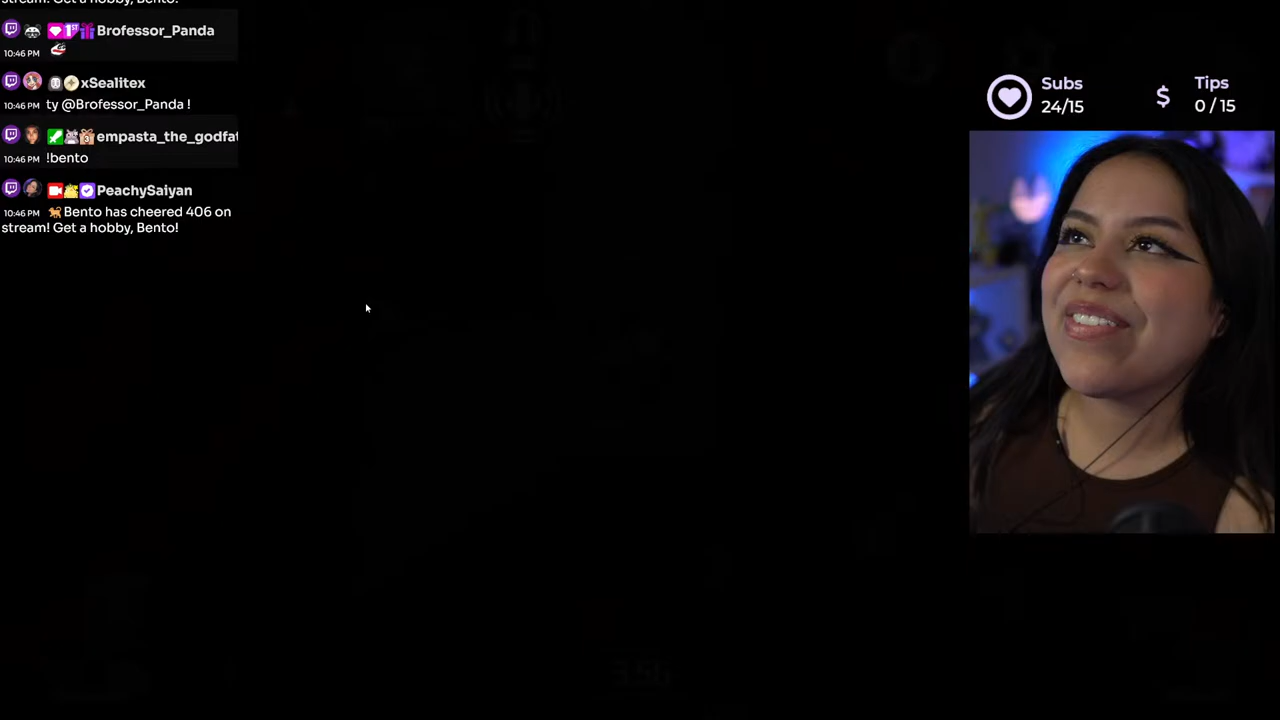 stream! Get a hobby, Bento!
Brofessor_Panda
10:46 PM
xSealitex
10:46 PM ty @Brofessor_Panda !
empasta_the_godfat
10:46 PM !bento
PeachySaiyan
10:46 PM Bento has cheered 406 on
stream! Get a hobby, Bento!
Subs
24/15
$
Tips
0 / 15